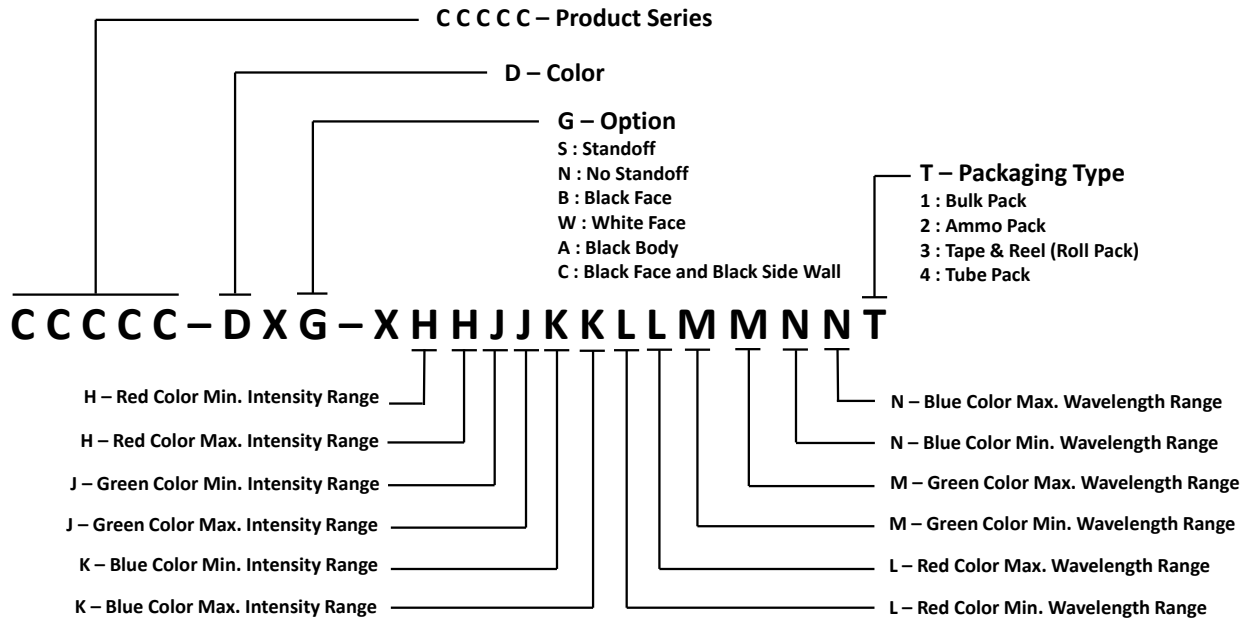 C C C C C – Product Series
D – Color
G – Option
S : Standoff
N : No Standoff
B : Black Face
W : White Face
A : Black Body
C : Black Face and Black Side Wall
T – Packaging Type
1 : Bulk Pack
2 : Ammo Pack
3 : Tape & Reel (Roll Pack)
4 : Tube Pack
C C C C C – D X G – X H H J J K K L L M M N N T
H – Red Color Min. Intensity Range
H – Red Color Max. Intensity Range
J – Green Color Min. Intensity Range
J – Green Color Max. Intensity Range
K – Blue Color Min. Intensity Range
K – Blue Color Max. Intensity Range
N – Blue Color Max. Wavelength Range
N – Blue Color Min. Wavelength Range
M – Green Color Max. Wavelength Range
M – Green Color Min. Wavelength Range
L – Red Color Max. Wavelength Range
L – Red Color Min. Wavelength Range